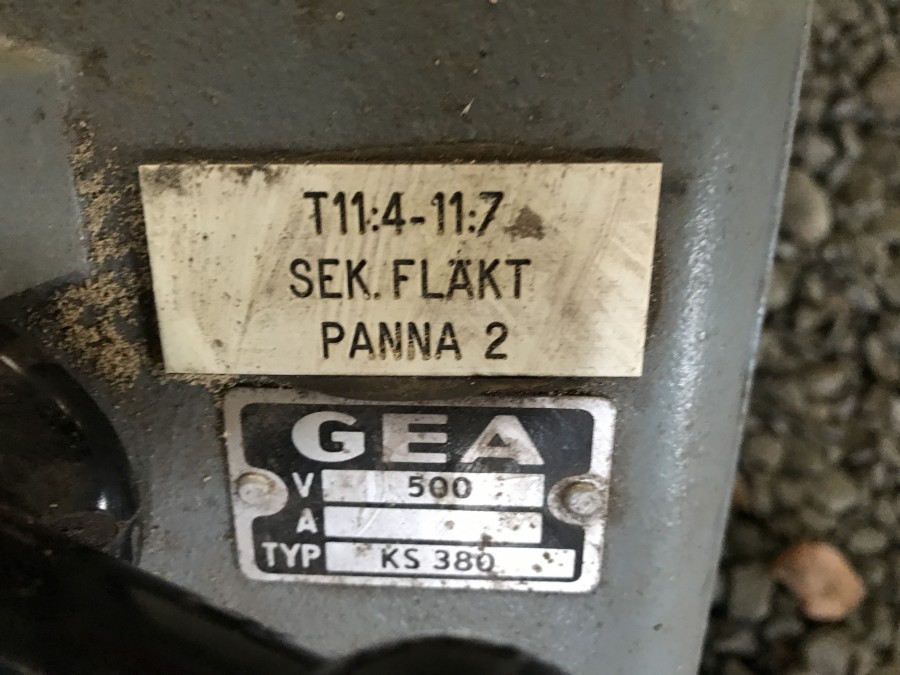 T11:4-11:7
SEK. FLÄKT
PANNA 2
GEA
V 500
A
TYP KS 380